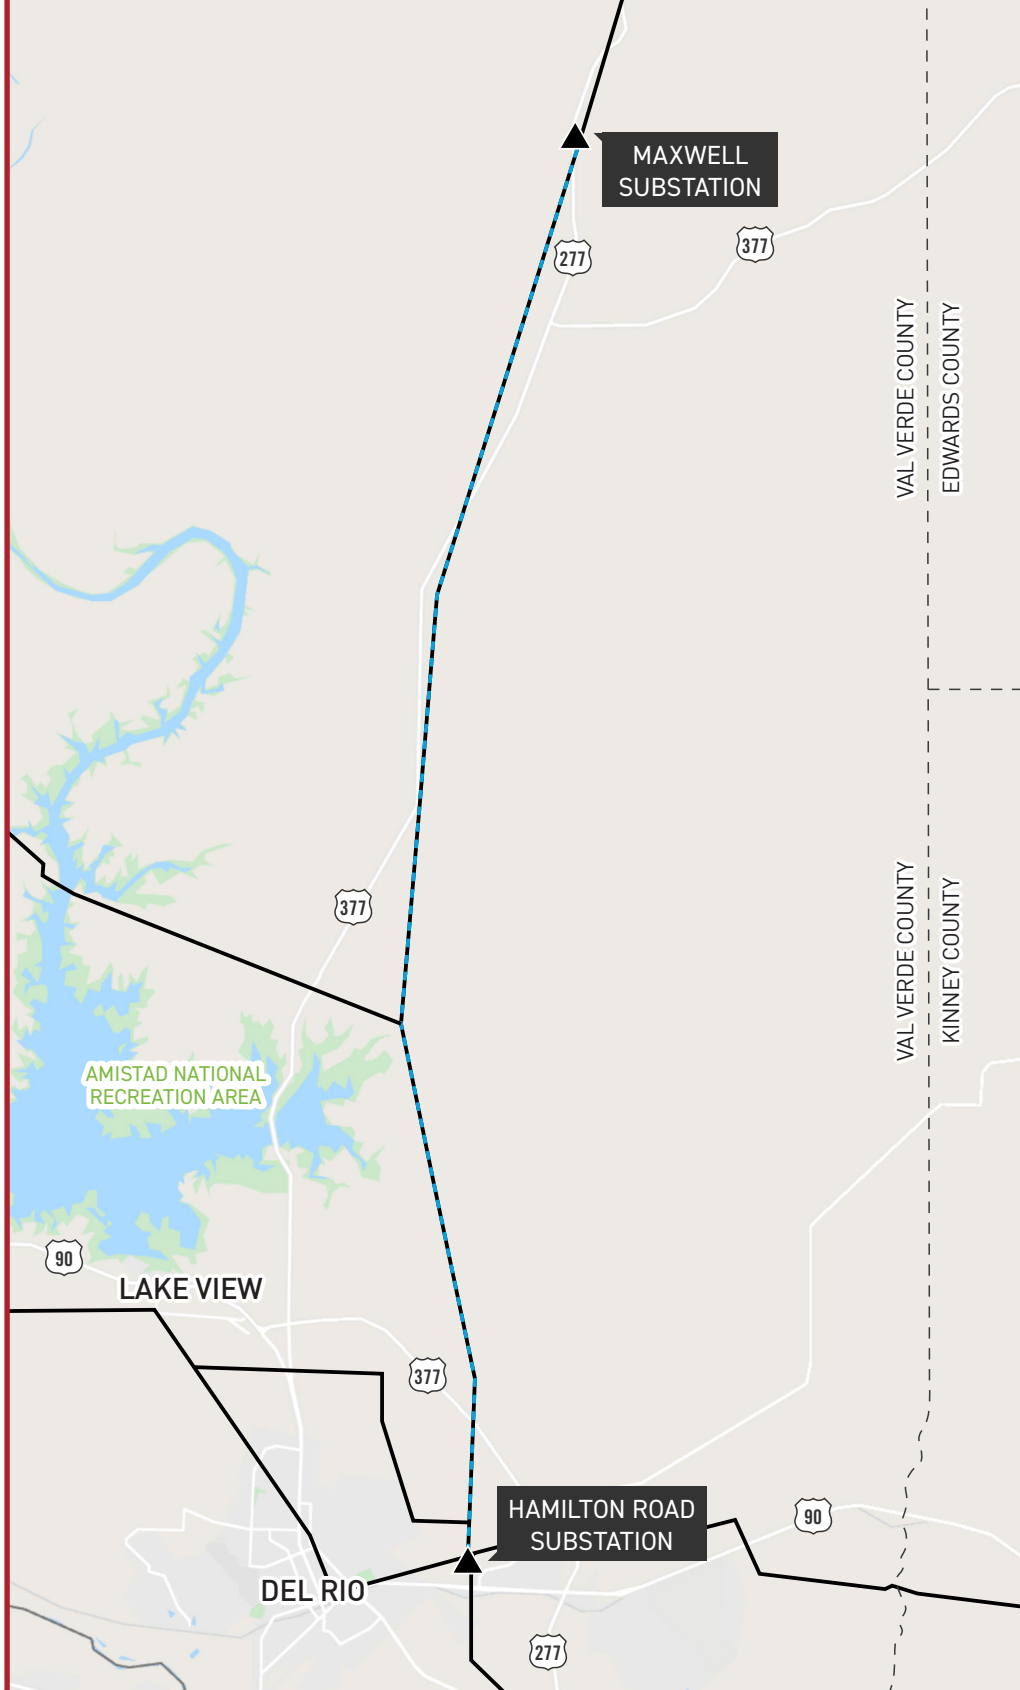 MAXWELL
SUBSTATION
277
377
VAL VERDE COUNTY
EDWARDS COUNTY
VAL VERDE COUNTY
KINNEY COUNTY
377
AMISTAD NATIONAL
RECREATION AREA
90
LAKE VIEW
377
HAMILTON ROAD
SUBSTATION
90
DEL RIO
277